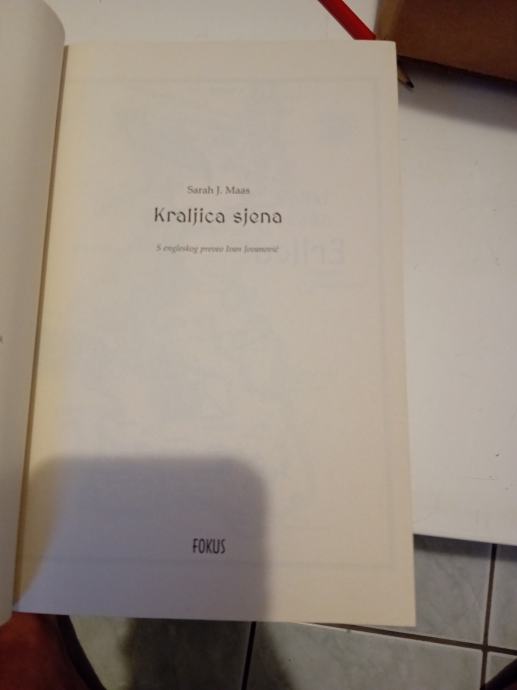 Sarah J. Maas
Kraljica sjena
S engleskog preveo Ivan Jovanović
FOKUS